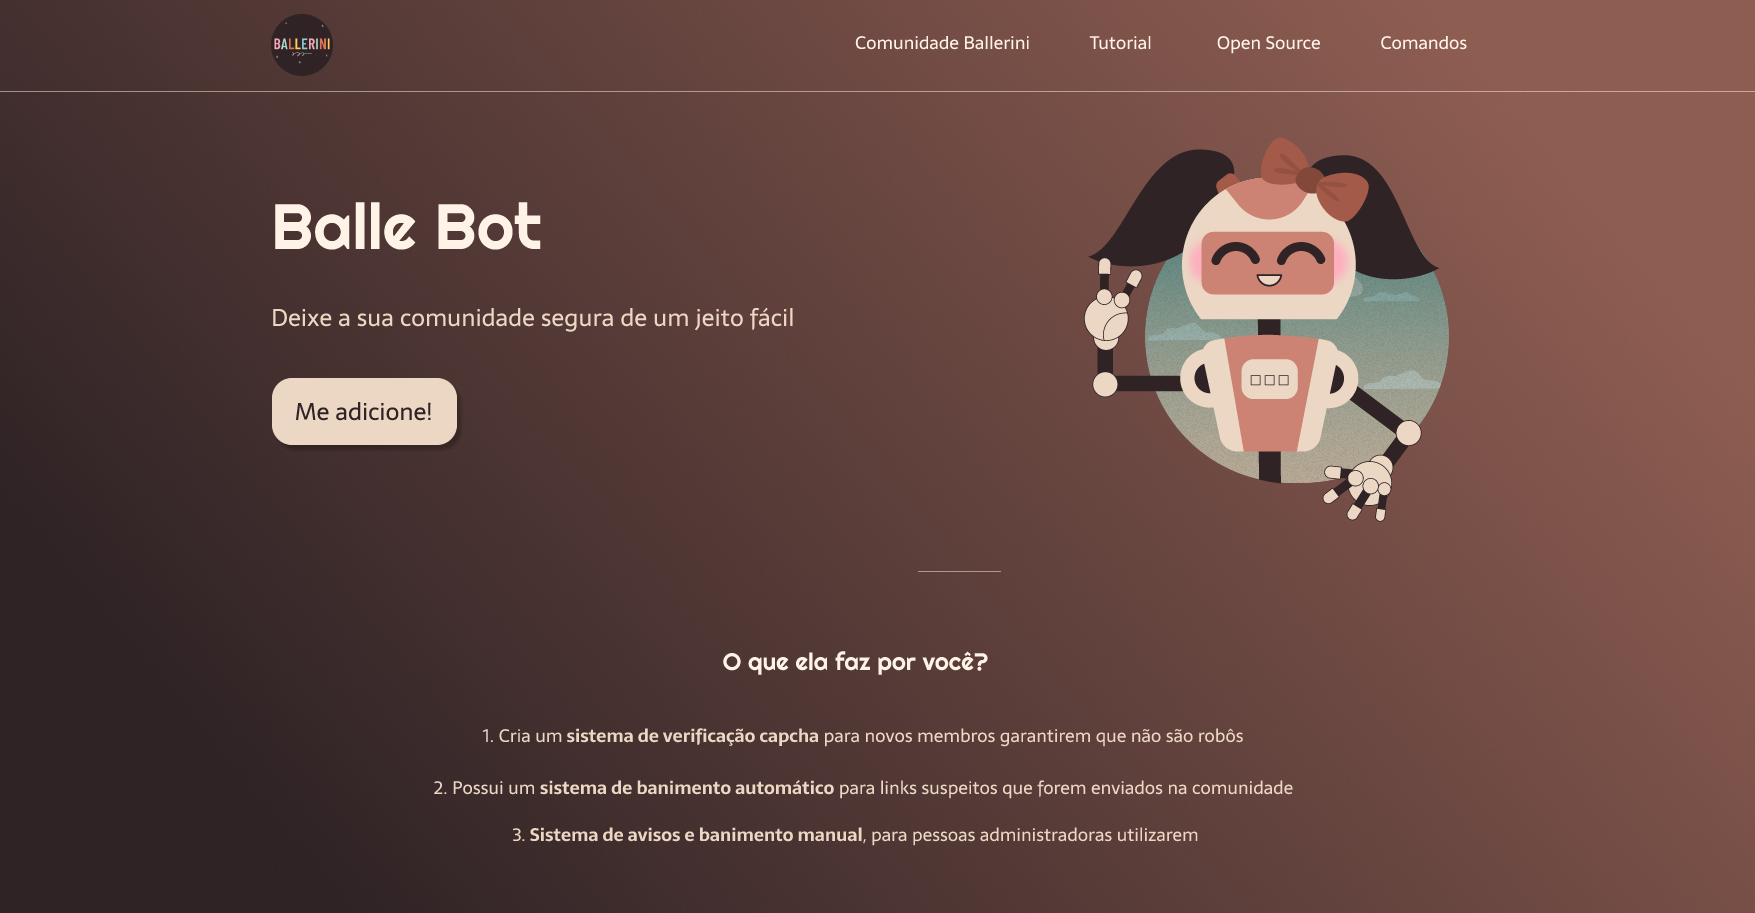 BALLERINI
Comunidade Ballerini
Tutorial
Open Source
Comandos
Balle Bot
Deixe a sua comunidade segura de um jeito fácil
Me adicione!
O que ela faz por você?
1. Cria um sistema de verificação capcha para novos membros garantirem que não são robôs
2. Possui um sistema de banimento automático para links suspeitos que forem enviados na comunidade
3. Sistema de avisos e banimento manual, para pessoas administradoras utilizarem